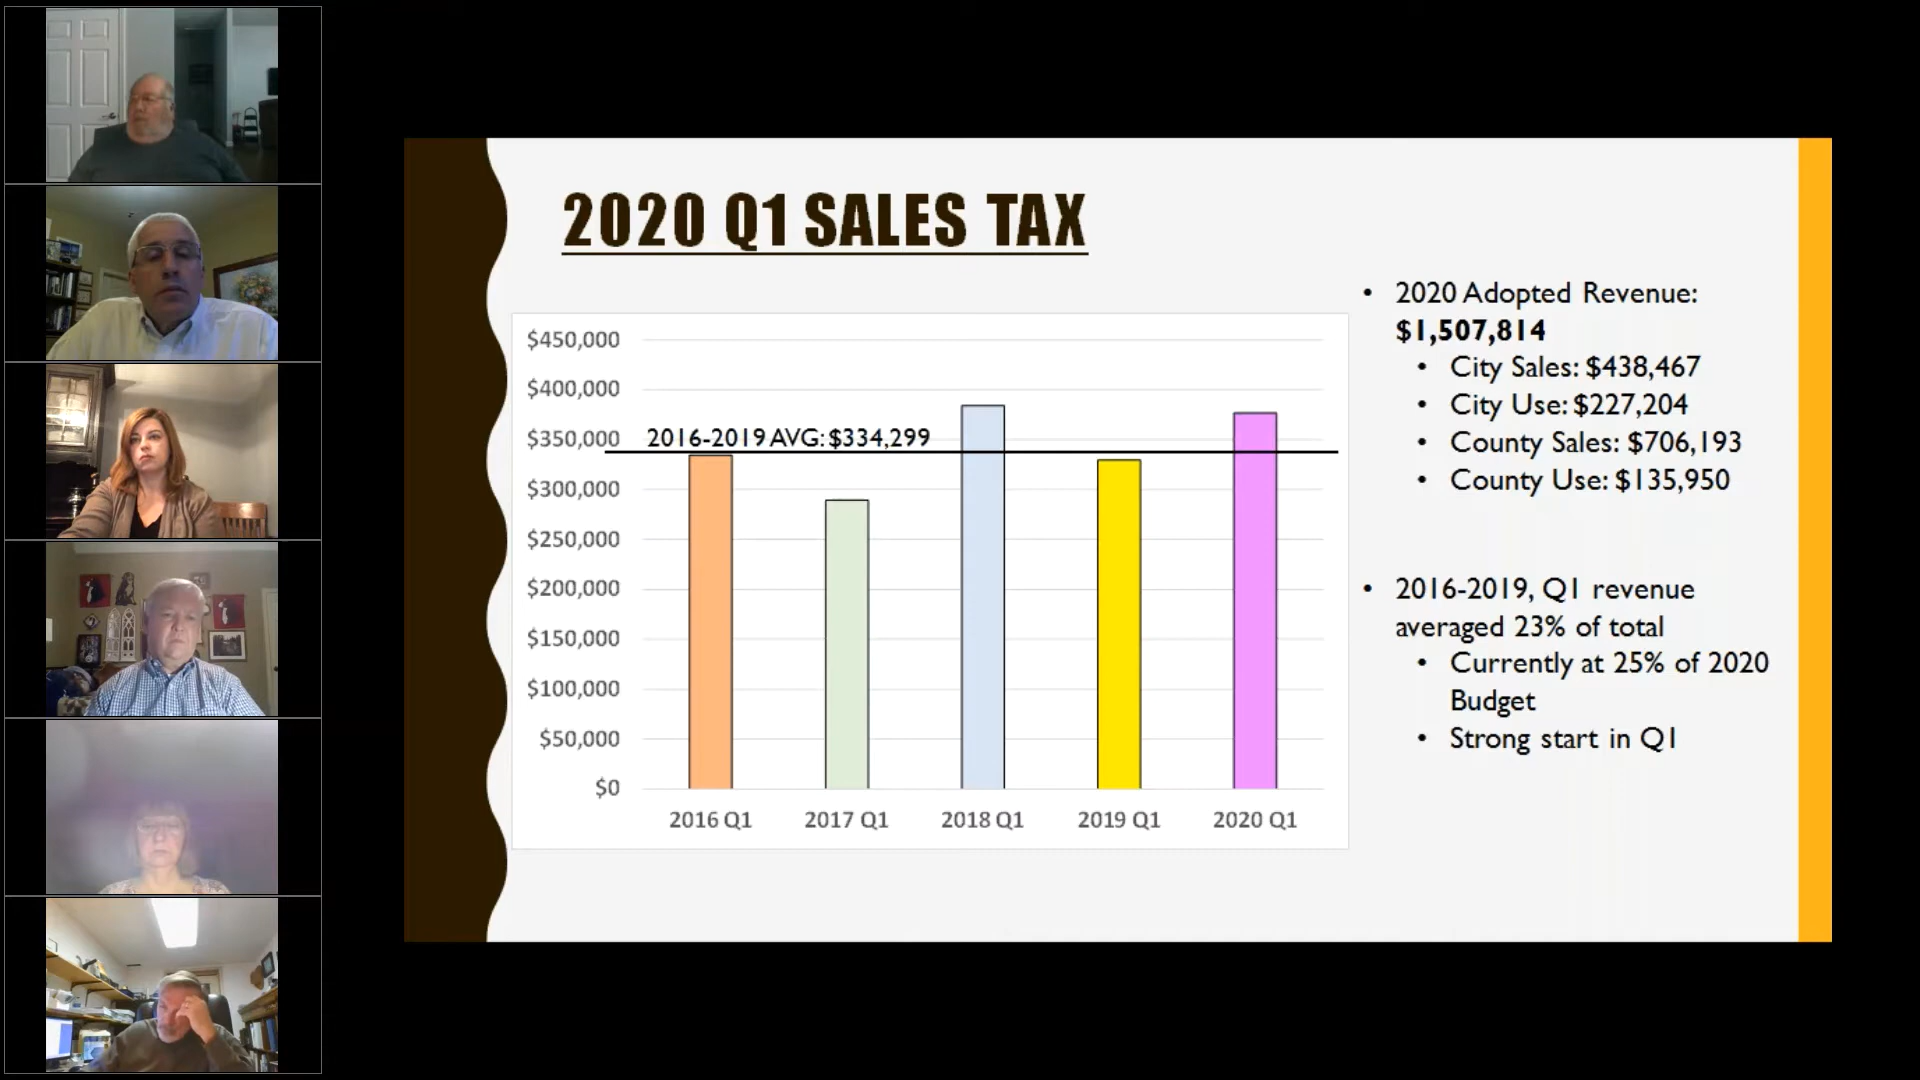 2020 Q1 SALES TAX
$450,000
$400,000
$350,000
$300,000
$250,000
$200,000
$150,000
$100,000
$50,000
$0
2016-2019 AVG: $334,299
2016 Q1
2017 Q1
2018 Q1
2019 Q1
2020 Q1
• 2020 Adopted Revenue:
$1,507,814
• City Sales: $438,467
• City Use: $227,204
• County Sales: $706,193
• County Use: $135,950
• 2016-2019, Q1 revenue
averaged 23% of total
• Currently at 25% of 2020
Budget
• Strong start in Q1